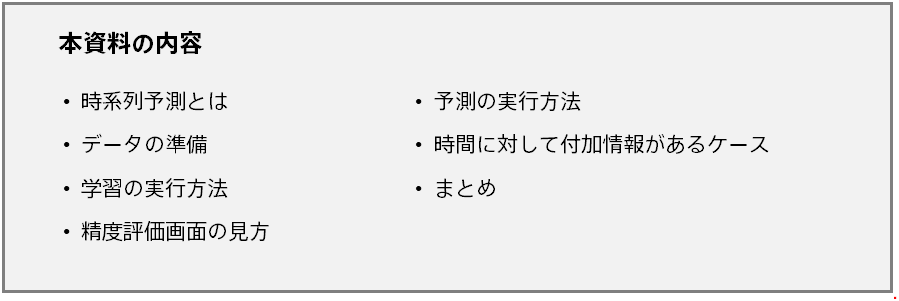 本資料の内容
・時系列予測とは
・データの準備
・学習の実行方法
・精度評価画面の見方
・予測の実行方法
・時間に対して付加情報があるケース
・まとめ